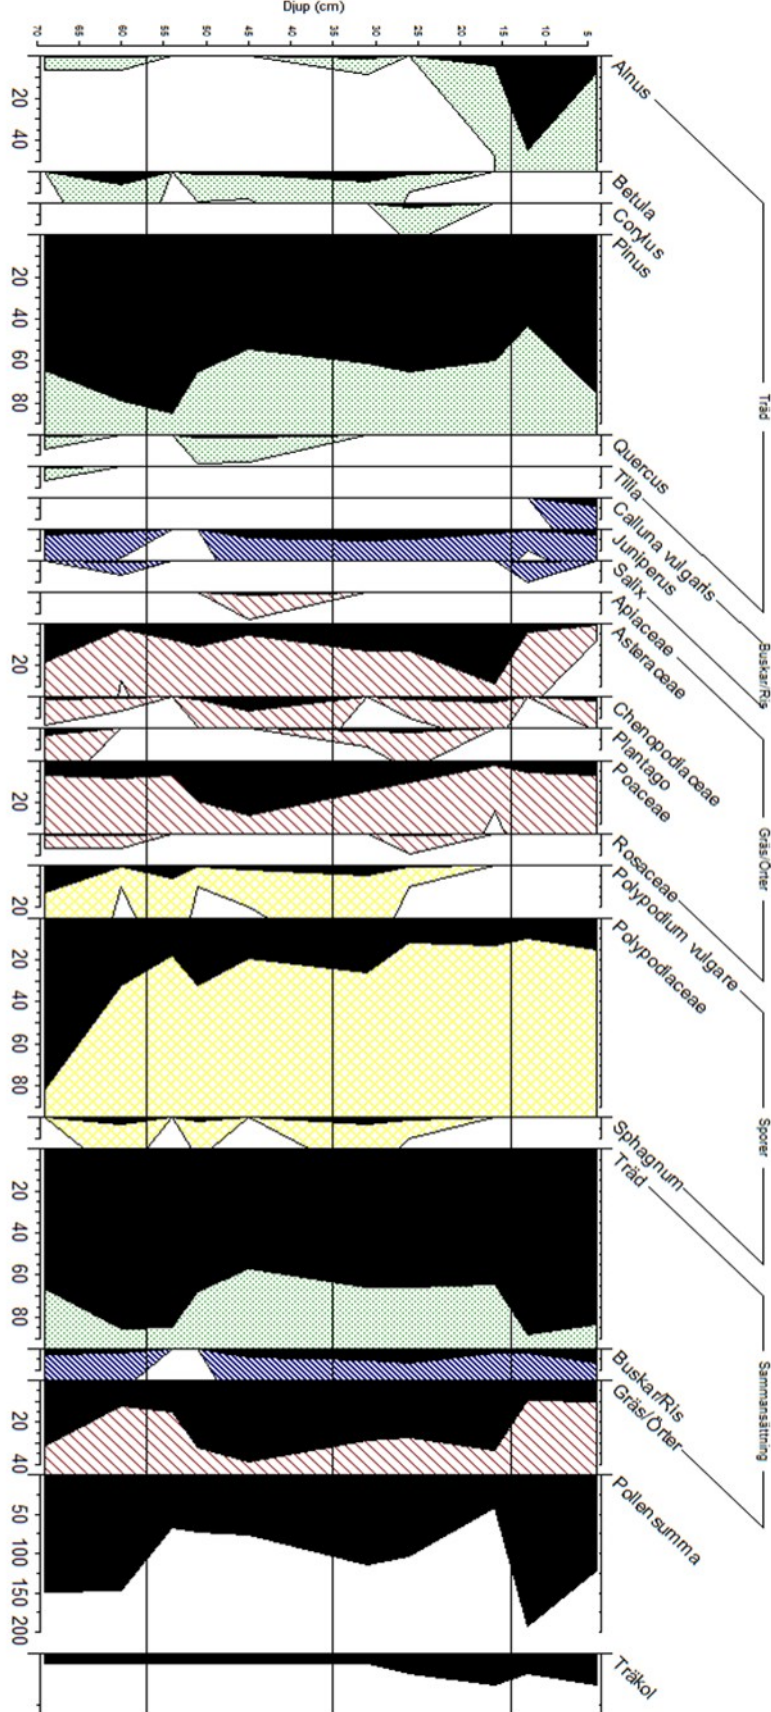 Djup (cm)
70 65 60 55 50 45 40 35 30 25 20 15 10 5
Alnus
20 40
Betula
Corylus
Pinus
20 40 60 80
Quercus
Tilia
Calluna vulgaris
Juniperus
Salix
Apiaceae
Asteraceae
20
Chenopodiaceae
Plantago
Poaceae
20
Rosaceae
Polypodium vulgare
20
Polypodiaceae
20 40 60 80
Sphagnum
Träd
20 40 60 80
Buskar/Ris
Gräs/Örter
20 40
Pollensumma
50 100 150 200
Träkol
Träd
Buskar/Ris
Gräs/Örter
Sporer
Sammansättning